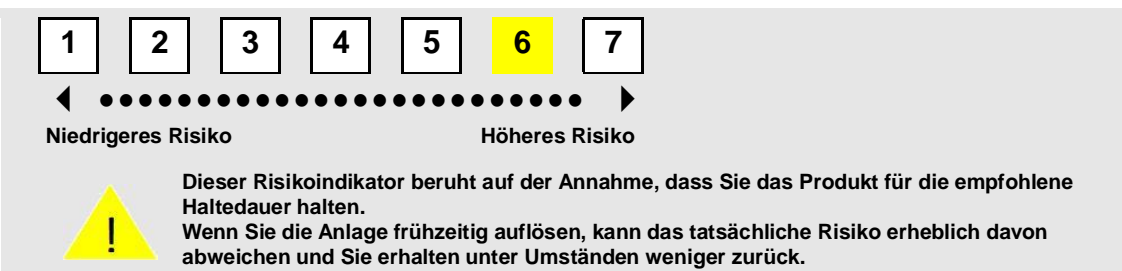 1 2 3 4 5 6 7
Niedrigeres Risiko Höheres Risiko
Dieser Risikoindikator beruht auf der Annahme, dass Sie das Produkt für die empfohlene
Haltedauer halten.
Wenn Sie die Anlage frühzeitig auflösen, kann das tatsächliche Risiko erheblich davon
abweichen und Sie erhalten unter Umständen weniger zurück.
!